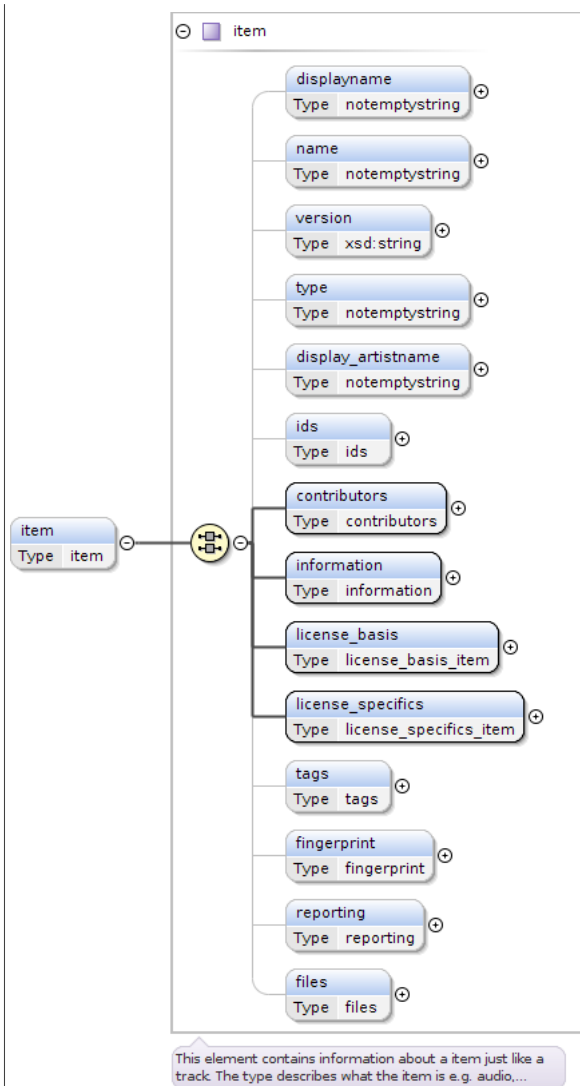 item
displayname
Type notemptystring
name
Type notemptystring
version
Type xsd:string
type
Type notemptystring
display_artistname
Type notemptystring
ids
Type ids
item
Type item
contributors
Type contributors
information
Type information
license_basis
Type license_basis_item
license_specifics
Type license_specifics_item
tags
Type tags
fingerprint
Type fingerprint
reporting
Type reporting
files
Type files
This element contains information about a item just like a
track. The type describes what the item is e.g. audio,...